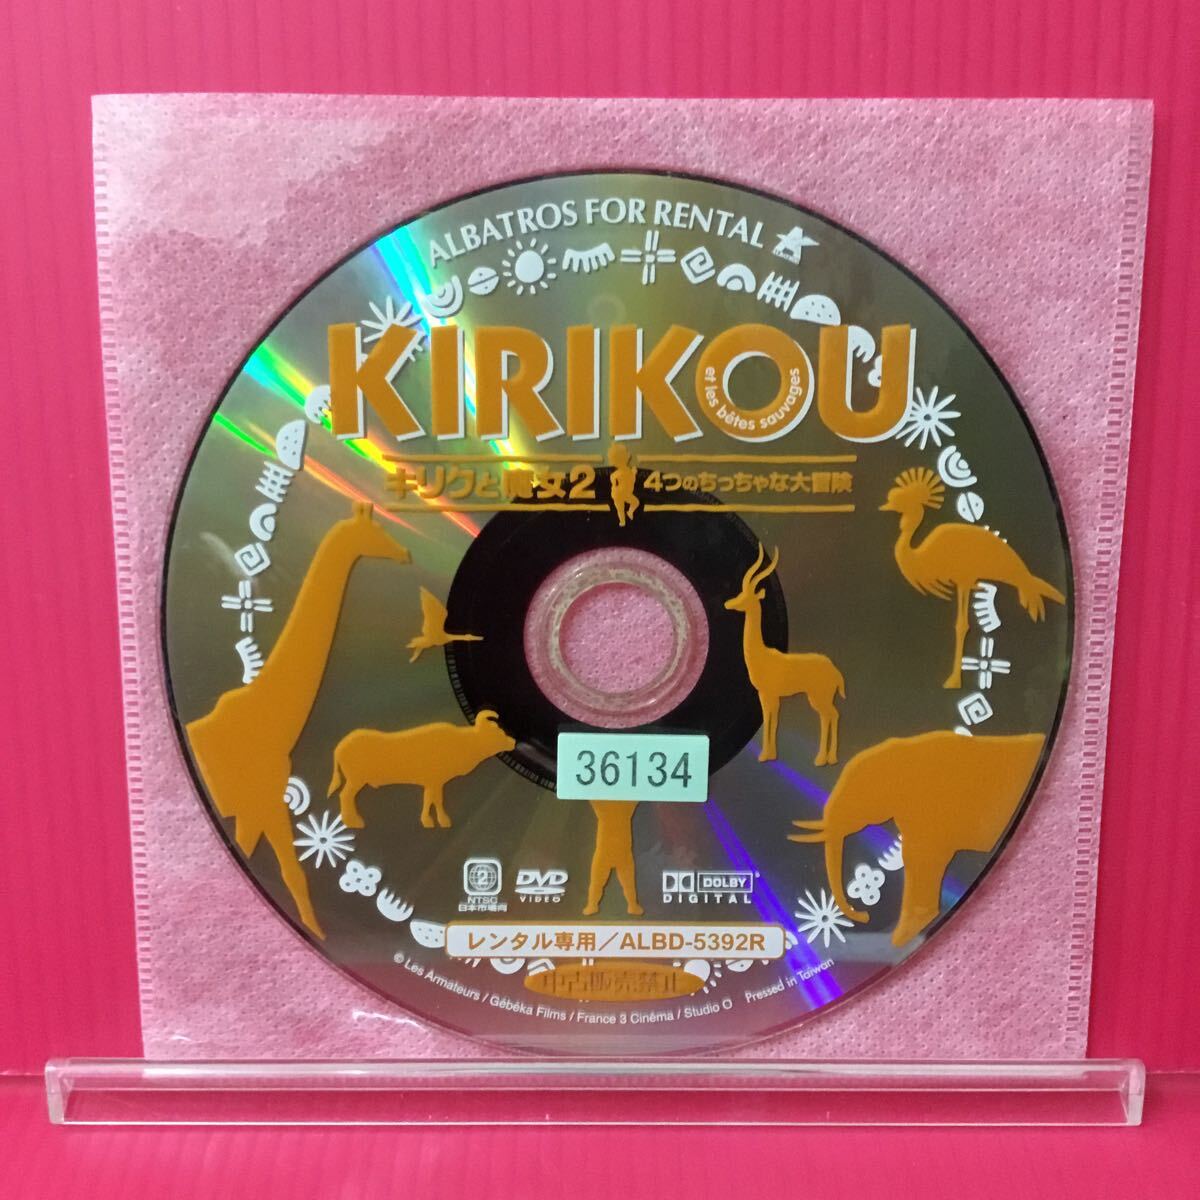 ALBATROS FOR RENTAL
KIRIKOU
et les bêtes sauvages
キリクと魔女2
4つのちっちゃな大冒険
36134
2
NTSC
日本市場向
DVD
VIDEO
DOLBY
DIGITAL
レンタル専用／ALBD-5392R
中古販売禁止
© Les Armateurs / Gébéka Films / France 3 Cinéma / Studio O Pressed in Taiwan